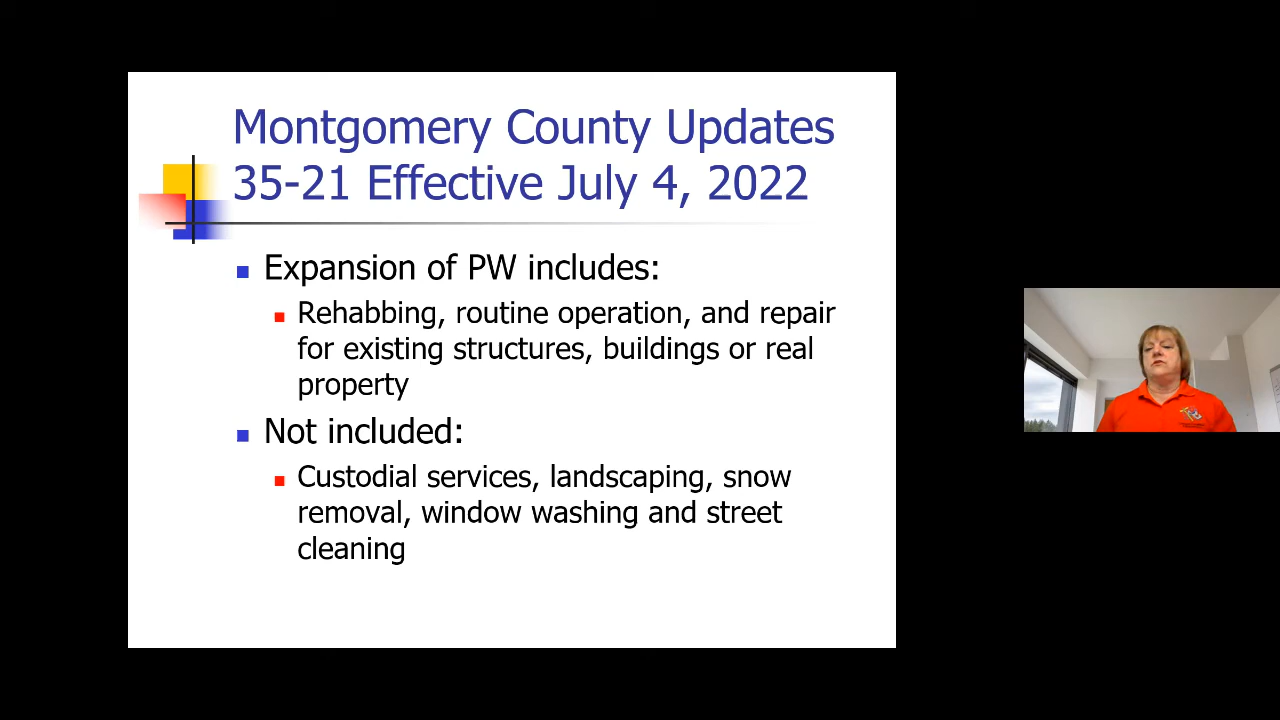 Montgomery County Updates
35-21 Effective July 4, 2022
Expansion of PW includes:
Rehabbing, routine operation, and repair
for existing structures, buildings or real
property
Not included:
Custodial services, landscaping, snow
removal, window washing and street
cleaning